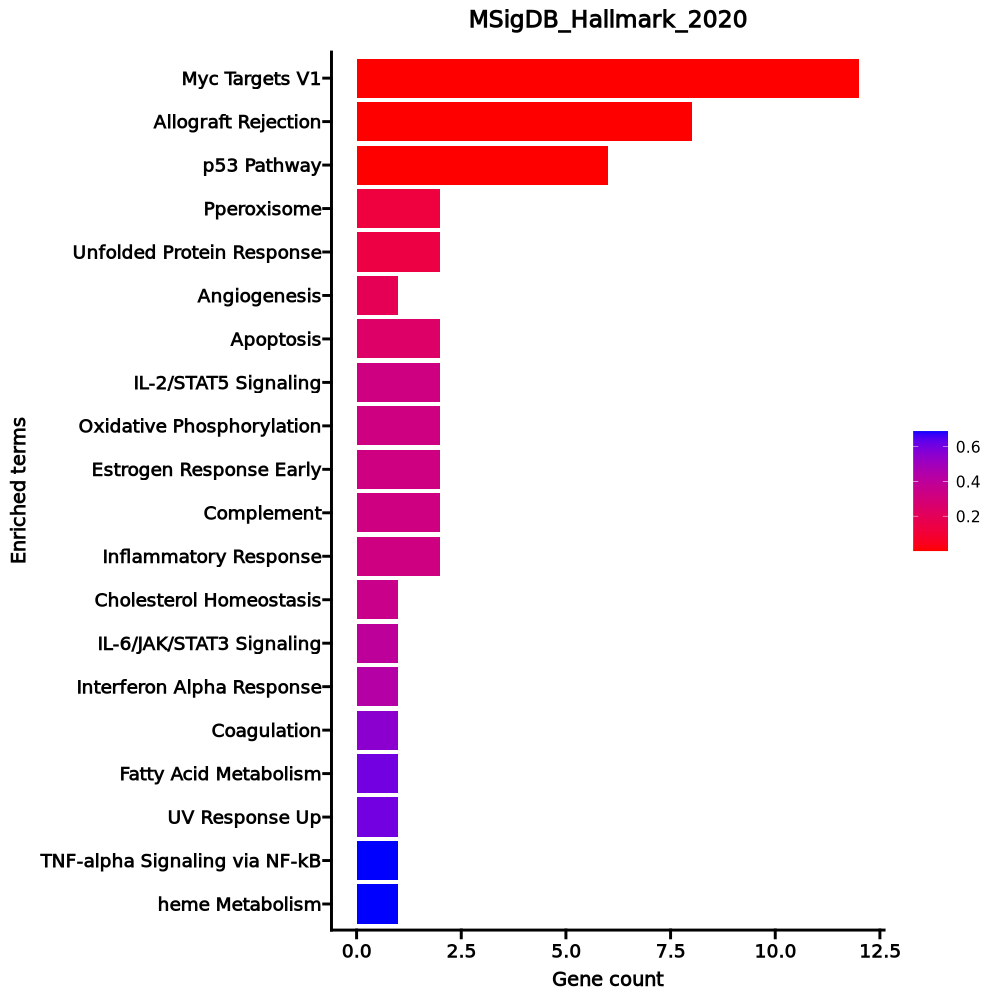 MSigDB_Hallmark_2020
Enriched terms
Myc Targets V1
Allograft Rejection
p53 Pathway
Pperoxisome
Unfolded Protein Response
Angiogenesis
Apoptosis
IL-2/STAT5 Signaling
Oxidative Phosphorylation
Estrogen Response Early
Complement
Inflammatory Response
Cholesterol Homeostasis
IL-6/JAK/STAT3 Signaling
Interferon Alpha Response
Coagulation
Fatty Acid Metabolism
UV Response Up
TNF-alpha Signaling via NF-kB
heme Metabolism
0.0 2.5 5.0 7.5 10.0 12.5
Gene count
0.6
0.4
0.2